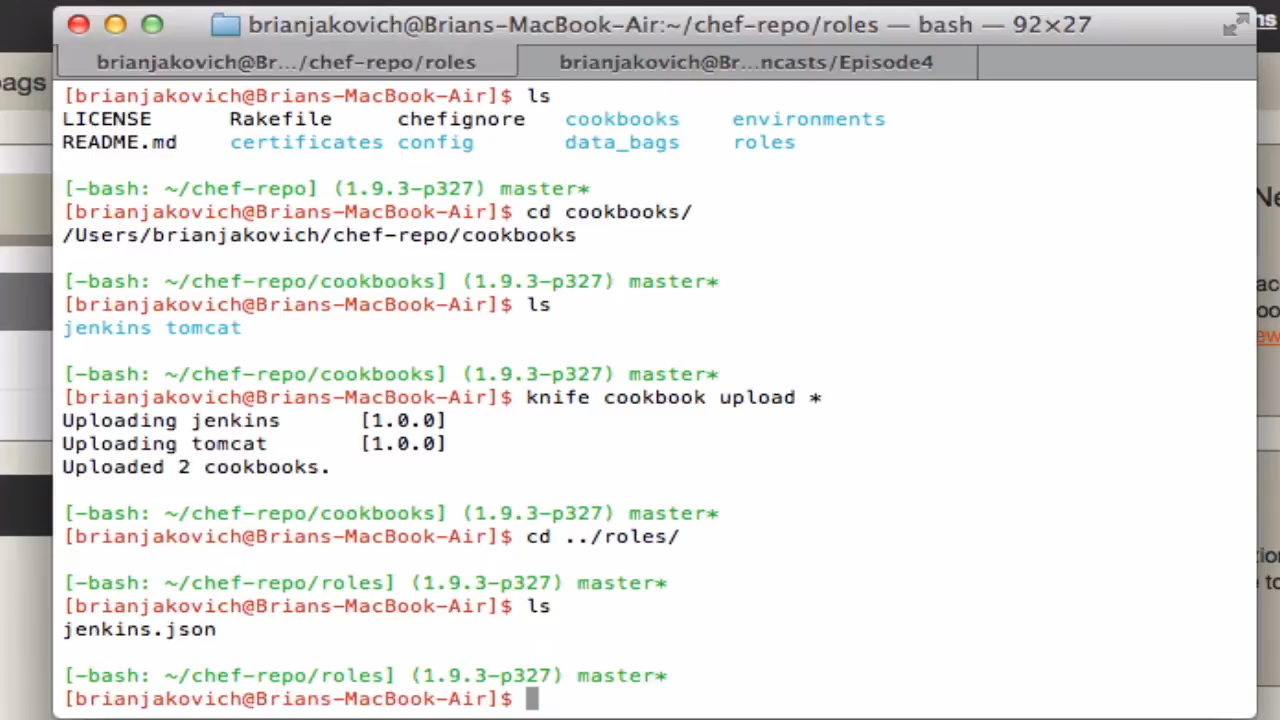 brianjakovich@Brians-MacBook-Air:~/chef-repo/roles — bash — 92×27
brianjakovich@Br.../chef-repo/roles brianjakovich@Br...ncasts/Episode4
[brianjakovich@Brians-MacBook-Air]$ ls
LICENSE Rakefile chefignore cookbooks environments
README.md certificates config data_bags roles
[-bash: ~/chef-repo] (1.9.3-p327) master*
[brianjakovich@Brians-MacBook-Air]$ cd cookbooks/
/Users/brianjakovich/chef-repo/cookbooks
[-bash: ~/chef-repo/cookbooks] (1.9.3-p327) master*
[brianjakovich@Brians-MacBook-Air]$ ls
jenkins tomcat
[-bash: ~/chef-repo/cookbooks] (1.9.3-p327) master*
[brianjakovich@Brians-MacBook-Air]$ knife cookbook upload *
Uploading jenkins [1.0.0]
Uploading tomcat [1.0.0]
Uploaded 2 cookbooks.
[-bash: ~/chef-repo/cookbooks] (1.9.3-p327) master*
[brianjakovich@Brians-MacBook-Air]$ cd ../roles/
[-bash: ~/chef-repo/roles] (1.9.3-p327) master*
[brianjakovich@Brians-MacBook-Air]$ ls
jenkins.json
[-bash: ~/chef-repo/roles] (1.9.3-p327) master*
[brianjakovich@Brians-MacBook-Air]$